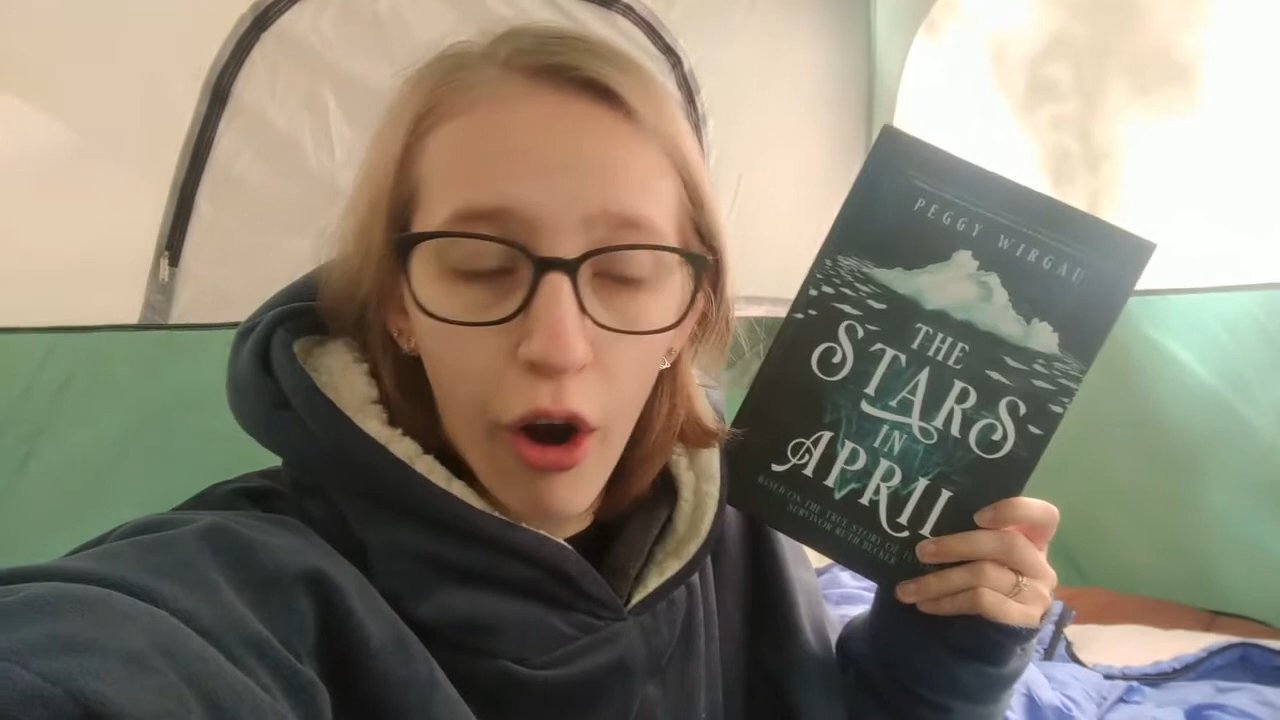 PEGGY WIRGAU
THE
STARS
IN
APRIL
BASED ON THE TRUE STORY OF
SURVIVOR RUTH BECKER